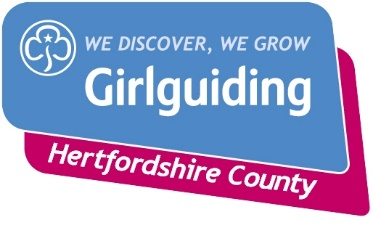 WE DISCOVER, WE GROW
Girlguiding
Hertfordshire County